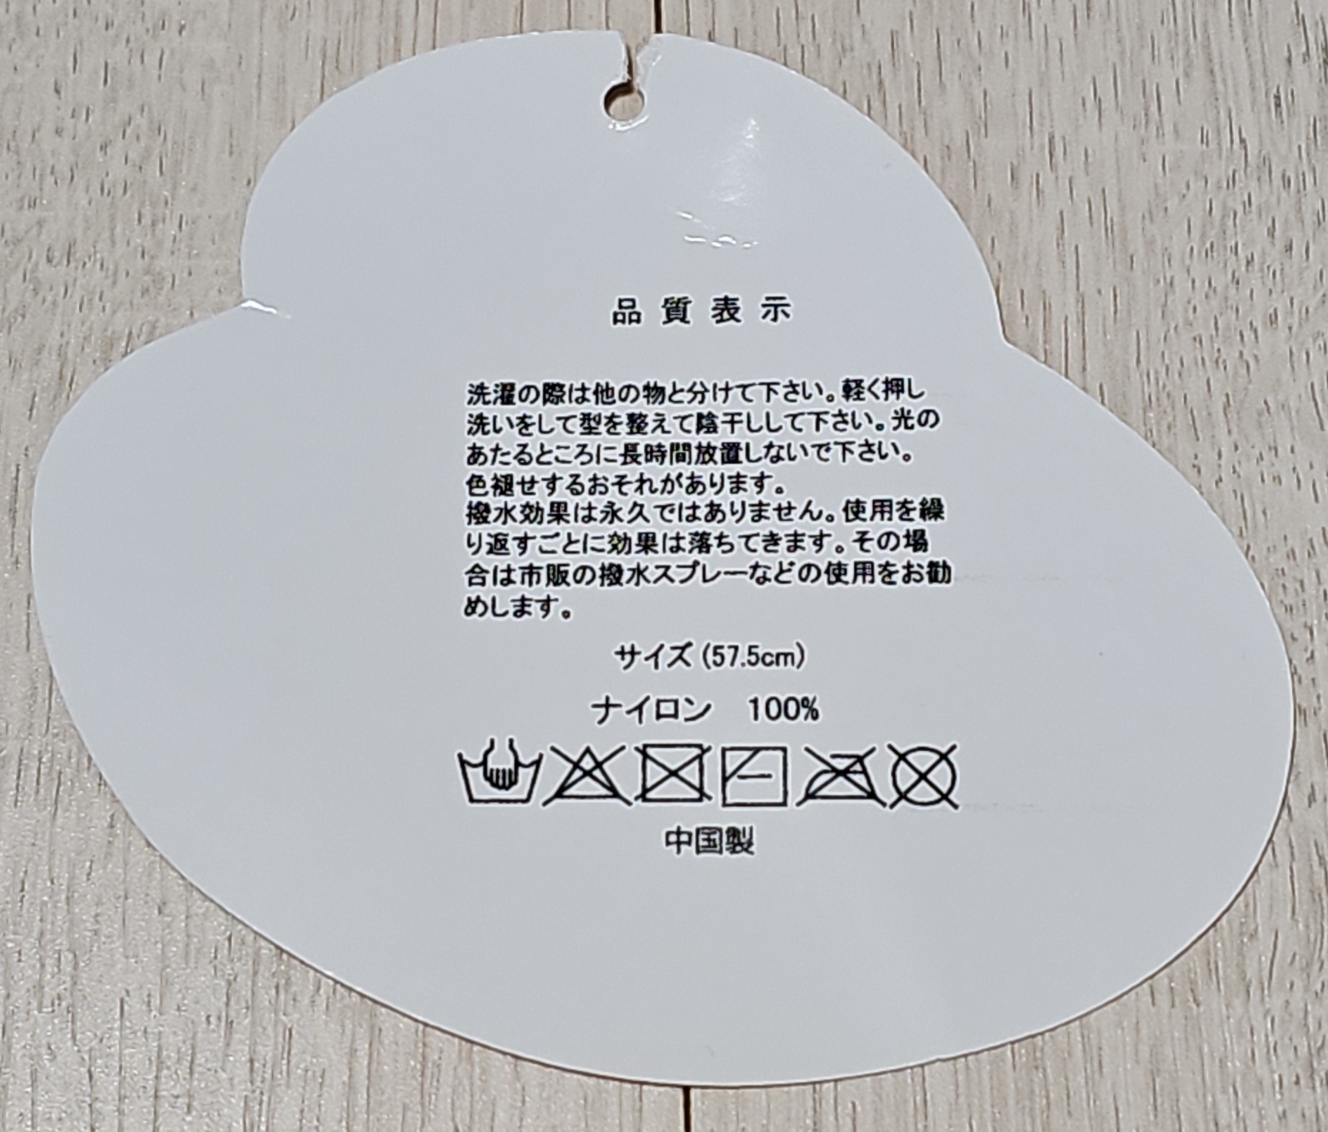 品質表示
洗濯の際は他の物と分けて下さい。軽く押し
洗いをして型を整えて陰干しして下さい。光の
あたるところに長時間放置しないで下さい。
色褪せするおそれがあります。
撥水効果は永久ではありません。使用を繰
り返すごとに効果は落ちてきます。その場
合は市販の撥水スプレーなどの使用をお勧
めします。
サイズ(57.5cm)
ナイロン 100%
中国製